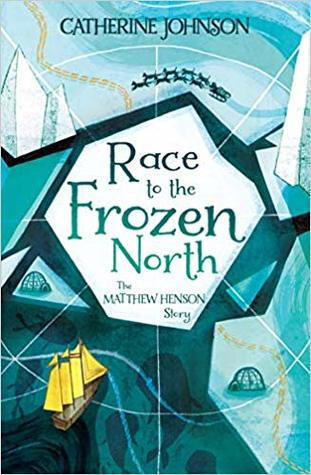 CATHERINE JOHNSON
Race
to the
Frozen
North
The
MATTHEW HENSON
Story